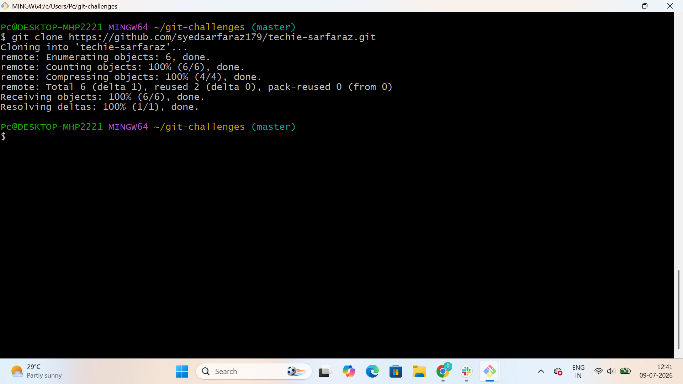 MINGW64:/c/Users/Pc/git-challenges
Pc@DESKTOP-MHP2221 MINGW64 ~/git-challenges (master)
$ git clone https://github.com/syedsarfaraz179/techie-sarfaraz.git
Cloning into 'techie-sarfaraz'...
remote: Enumerating objects: 6, done.
remote: Counting objects: 100% (6/6), done.
remote: Compressing objects: 100% (4/4), done.
remote: Total 6 (delta 1), reused 2 (delta 0), pack-reused 0 (from 0)
Receiving objects: 100% (6/6), done.
Resolving deltas: 100% (1/1), done.
Pc@DESKTOP-MHP2221 MINGW64 ~/git-challenges (master)
$
29°C
Partly sunny
Search
ENG
IN
12:41
09-07-2026